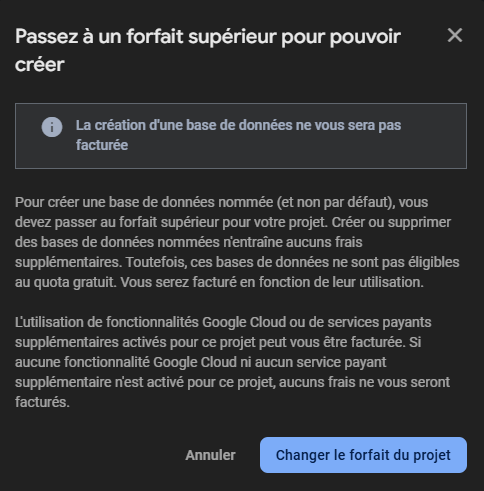 Passez à un forfait supérieur pour pouvoir
créer
La création d'une base de données ne vous sera pas
facturée
Pour créer une base de données nommée (et non par défaut), vous
devez passer au forfait supérieur pour votre projet. Créer ou supprimer
des bases de données nommées n'entraîne aucuns frais
supplémentaires. Toutefois, ces bases de données ne sont pas éligibles
au quota gratuit. Vous serez facturé en fonction de leur utilisation.
L'utilisation de fonctionnalités Google Cloud ou de services payants
supplémentaires activés pour ce projet peut vous être facturée. Si
aucune fonctionnalité Google Cloud ni aucun service payant
supplémentaire n'est activé pour ce projet, aucuns frais ne vous seront
facturés.
Annuler
Changer le forfait du projet